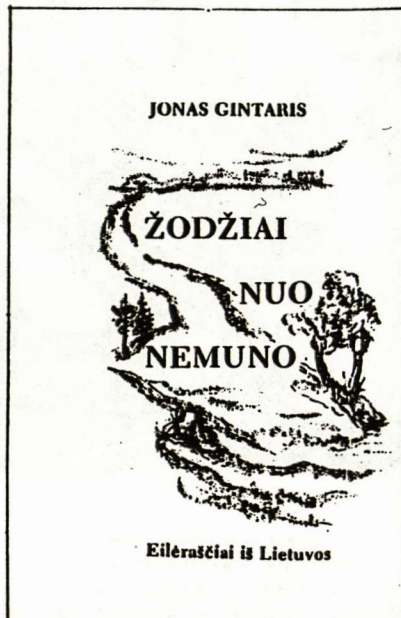 JONAS GINTARIS
ŽODŽIAI
NUO
NEMUNO
Eilėraščiai iš Lietuvos